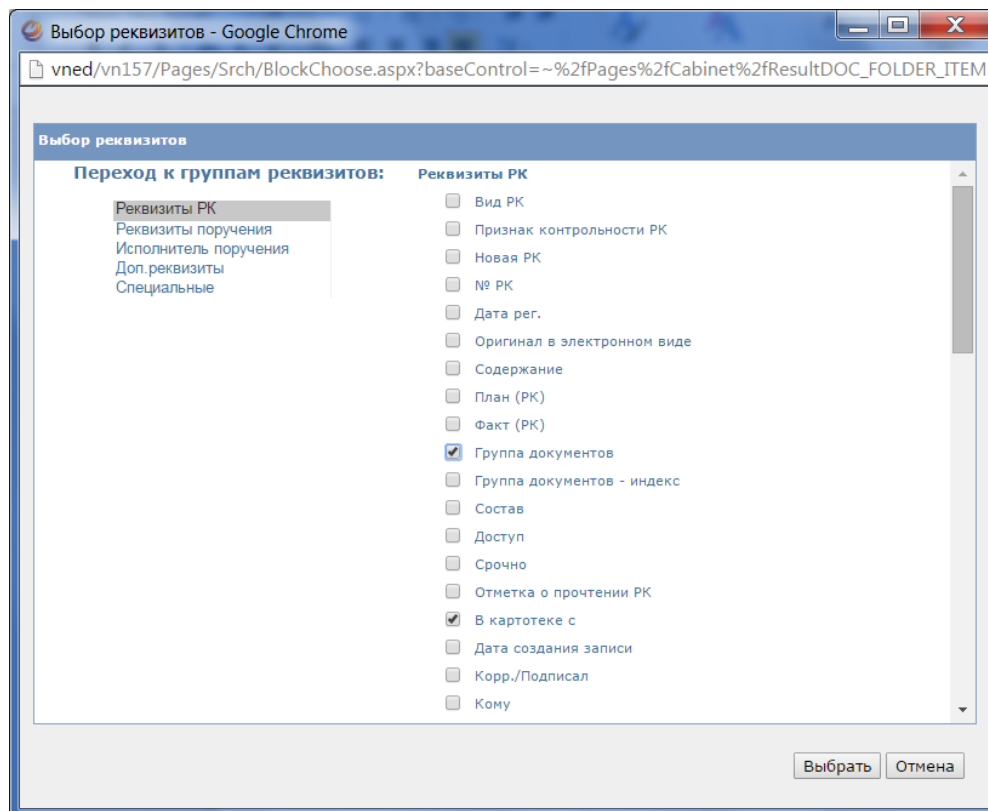 Выбор реквизитов - Google Chrome
vned/vn157/Pages/Srch/BlockChoose.aspx?baseControl=~%2fPages%2fCabinet%2fResultDOC_FOLDER_ITEM
Выбор реквизитов
Переход к группам реквизитов:
Реквизиты РК
Реквизиты поручения
Исполнитель поручения
Доп.реквизиты
Специальные
Реквизиты РК
Вид РК
Признак контрольности РК
Новая РК
№ РК
Дата рег.
Оригинал в электронном виде
Содержание
План (РК)
Факт (РК)
Группа документов
Группа документов - индекс
Состав
Доступ
Срочно
Отметка о прочтении РК
В картотеке с
Дата создания записи
Корр./Подписал
Кому
Выбрать
Отмена